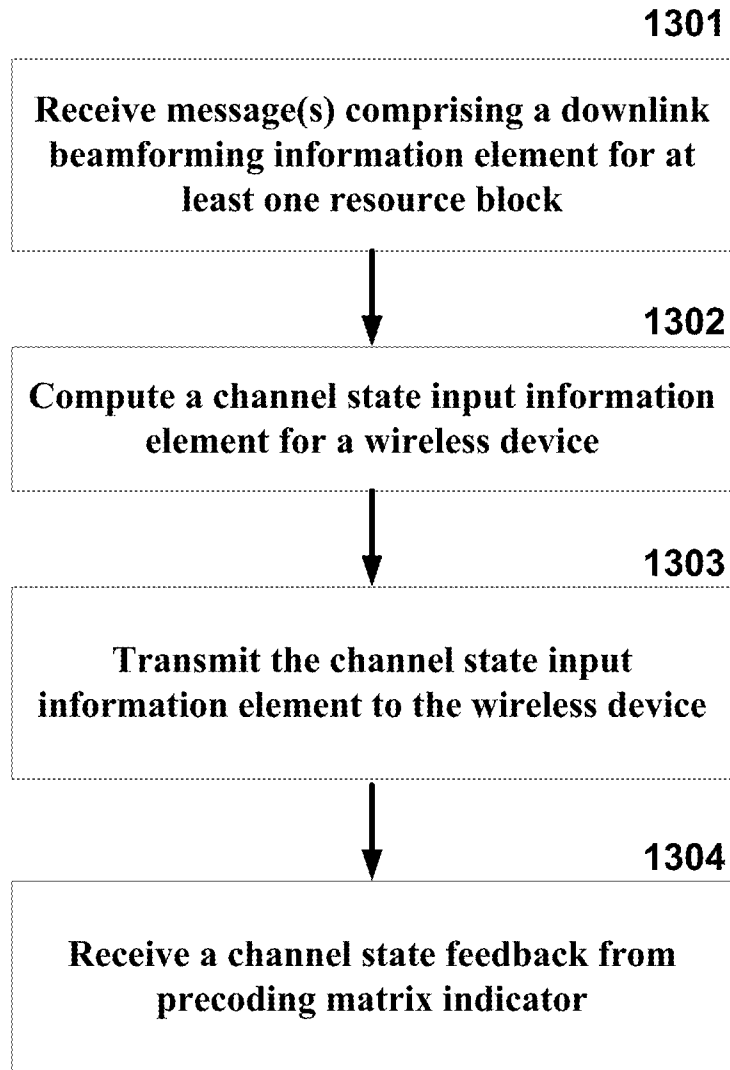 1301
Receive message(s) comprising a downlink
beamforming information element for at
least one resource block
1302
Compute a channel state input information
element for a wireless device
1303
Transmit the channel state input
information element to the wireless device
1304
Receive a channel state feedback from
precoding matrix indicator